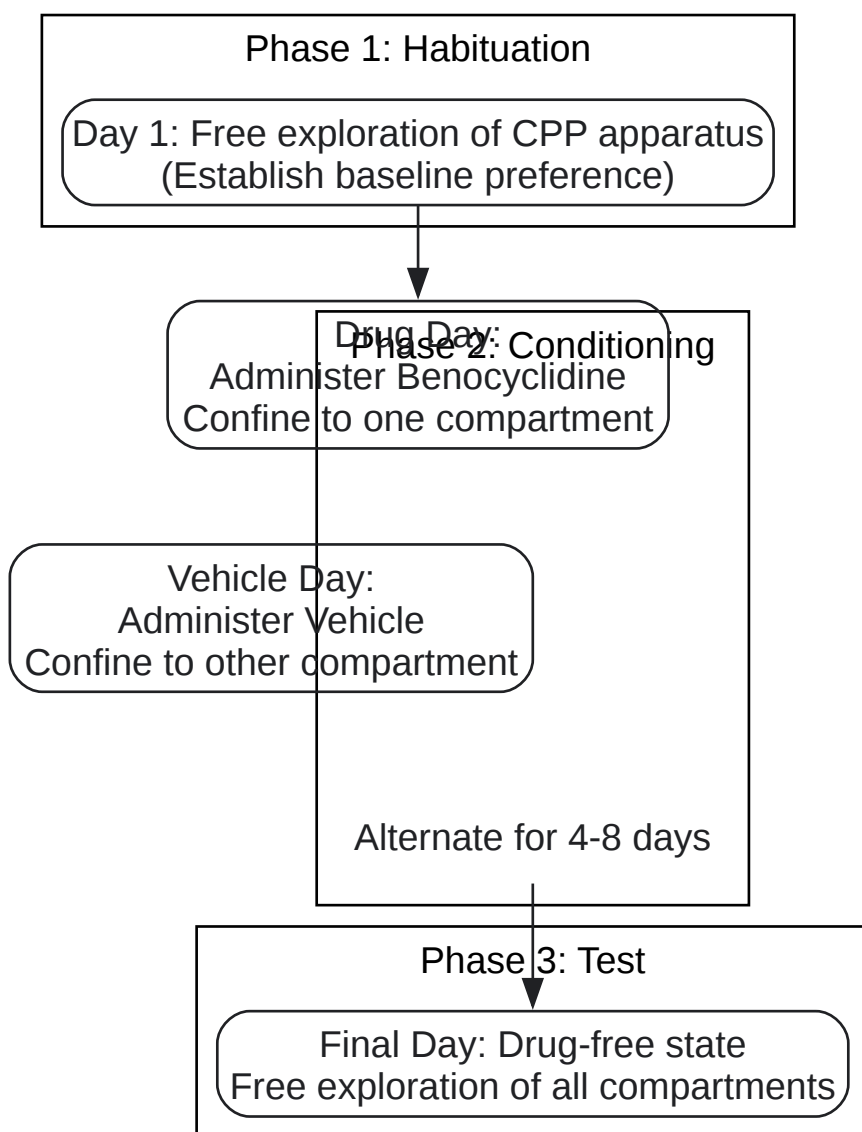 Phase 1: Habituation
Day 1: Free exploration of CPP apparatus
(Establish baseline preference)
Drug Day:
Phase 2: Conditioning
Administer Benocyclidine
Confine to one compartment
Vehicle Day:
Administer Vehicle
Confine to other compartment
Alternate for 4-8 days
Phase 3: Test
Final Day: Drug-free state
Free exploration of all compartments